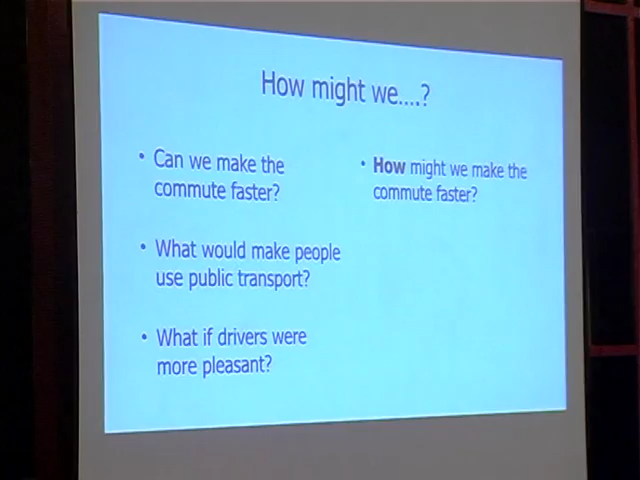 How might we....?
• Can we make the
commute faster?
• What would make people
use public transport?
• What if drivers were
more pleasant?
• How might we make the
commute faster?